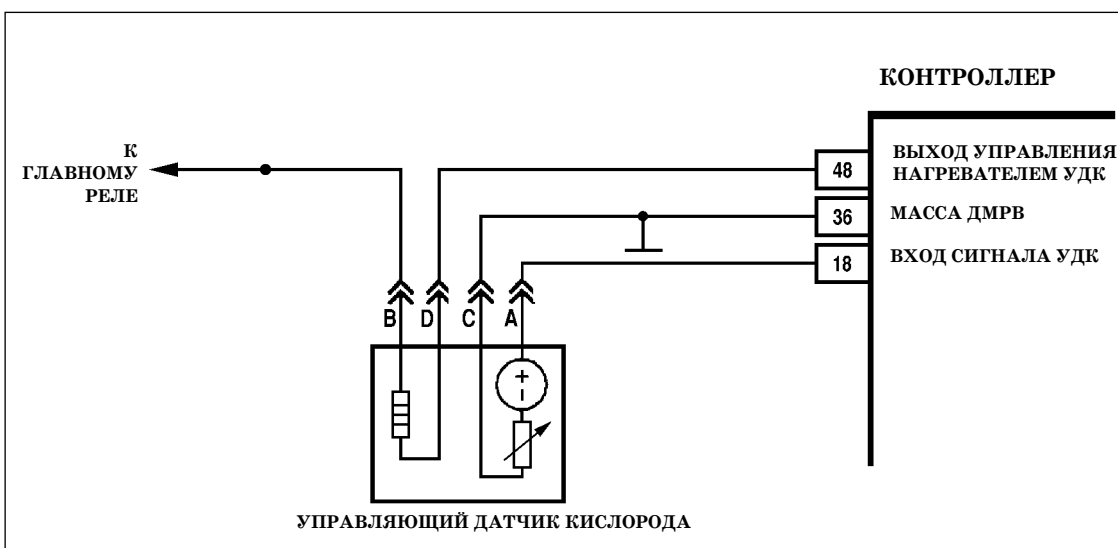 КОНТРОЛЛЕР
К
ГЛАВНОМУ
РЕЛЕ
48
ВЫХОД УПРАВЛЕНИЯ
НАГРЕВАТЕЛЕМ УДК
36
МАССА ДМРВ
18
ВХОД СИГНАЛА УДК
B D C A
+
–
УПРАВЛЯЮЩИЙ ДАТЧИК КИСЛОРОДА